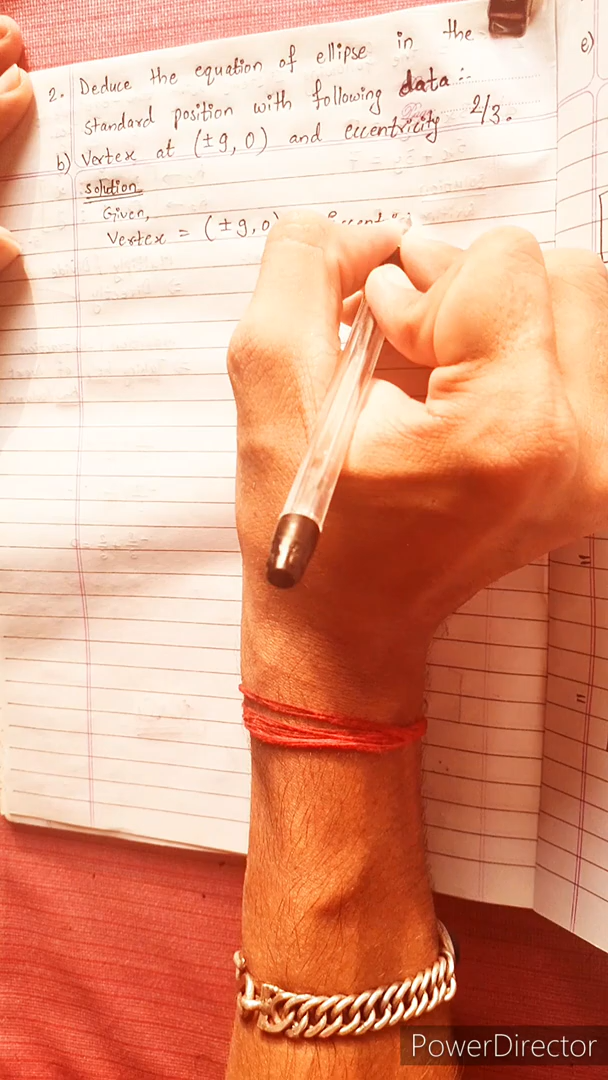 2. Deduce the equation of ellipse in the
standard position with following data :-
b) Vertex at (±9, 0) and eccentricity 2/3.
solution
Given,
Vertex = (±9, 0)
e)
PowerDirector